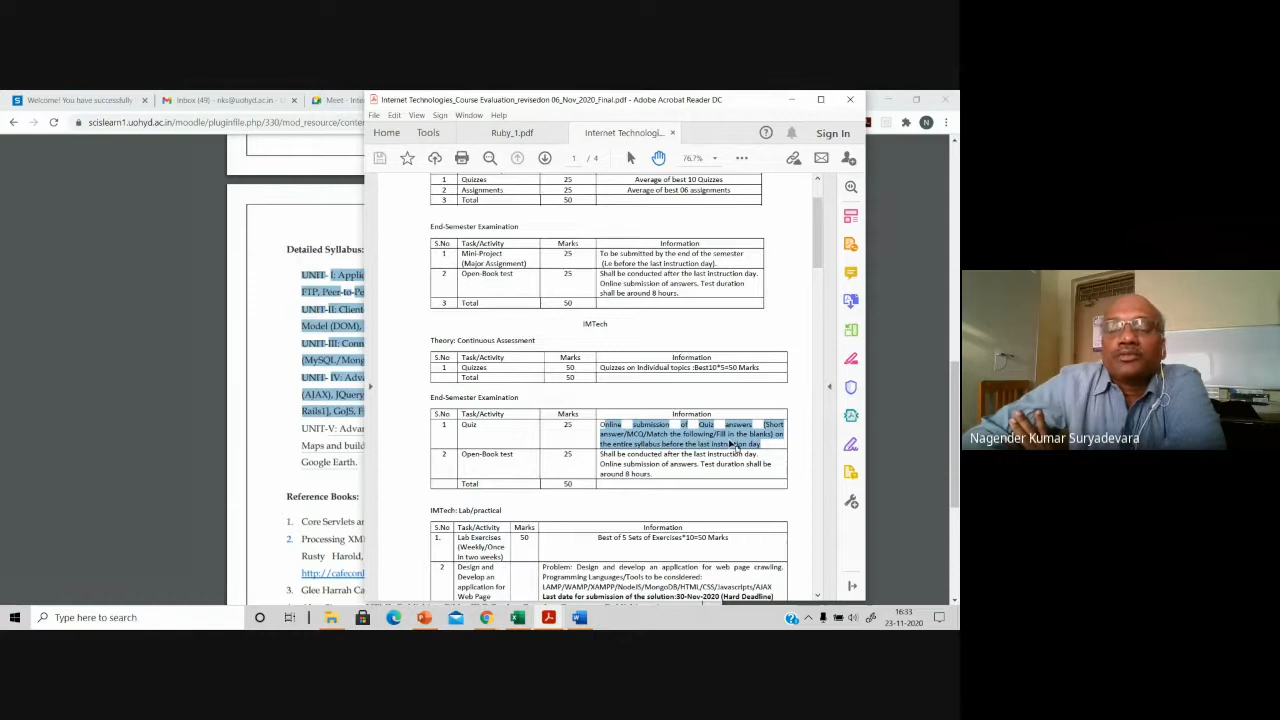 Welcome! You have successfully
Inbox (49) - nks@uohyd.ac.in -
Meet - Inte
scislearn1.uohyd.ac.in/moodle/pluginfile.php/330/mod_resource/conte
Internet Technologies_Course Evaluation_revisedon 06_Nov_2020_Final.pdf - Adobe Acrobat Reader DC
File Edit View Sign Window Help
Home Tools Ruby_1.pdf Internet Technologi... Sign In
1 / 4 76.7%
1 Quizzes 25 Average of best 10 Quizzes
2 Assignments 25 Average of best 06 assignments
3 Total 50
End-Semester Examination
S.No Task/Activity Marks Information
1 Mini-Project 25 To be submitted by the end of the semester
(Major Assignment) (i.e before the last instruction day).
2 Open-Book test 25 Shall be conducted after the last instruction day.
Online submission of answers. Test duration
shall be around 8 hours.
3 Total 50
IMTech
Theory: Continuous Assessment
S.No Task/Activity Marks Information
1 Quizzes 50 Quizzes on Individual topics :Best10*5=50 Marks
Total 50
End-Semester Examination
S.No Task/Activity Marks Information
1 Quiz 25 Online submission of Quiz answers (Short
answer/MCQ/Match the following/Fill in the blanks) on
the entire syllabus before the last instruction day
2 Open-Book test 25 Shall be conducted after the last instruction day.
Online submission of answers. Test duration shall be
around 8 hours.
Total 50
IMTech: Lab/practical
S.No Task/Activity Marks Information
1. Lab Exercises 50 Best of 5 Sets of Exercises*10=50 Marks
(Weekly/Once
in two weeks)
2 Design and Problem: Design and develop an application for web page crawling.
Develop an Programming Languages/Tools to be considered:
application for LAMP/WAMP/XAMPP/NodeJS/MongoDB/HTML/CSS/Javascripts/AJAX
Web Page Last date for submission of the solution:30-Nov-2020 (Hard Deadline)
Detailed Syllabus:
UNIT- I: Applic
FTP, Peer-to-Pe
UNIT-II: Client
Model (DOM),
UNIT-III: Conn
(MySQL/Mong
UNIT- IV: Adva
(AJAX), JQuery
Rails1], GoJS, F
UNIT-V: Advan
Maps and build
Google Earth.
Reference Books:
1. Core Servlets an
2. Processing XM
Rusty Harold,
http://cafeconl
3. Glee Harrah Ca
Nagender Kumar Suryadevara
Type here to search
16:33
23-11-2020